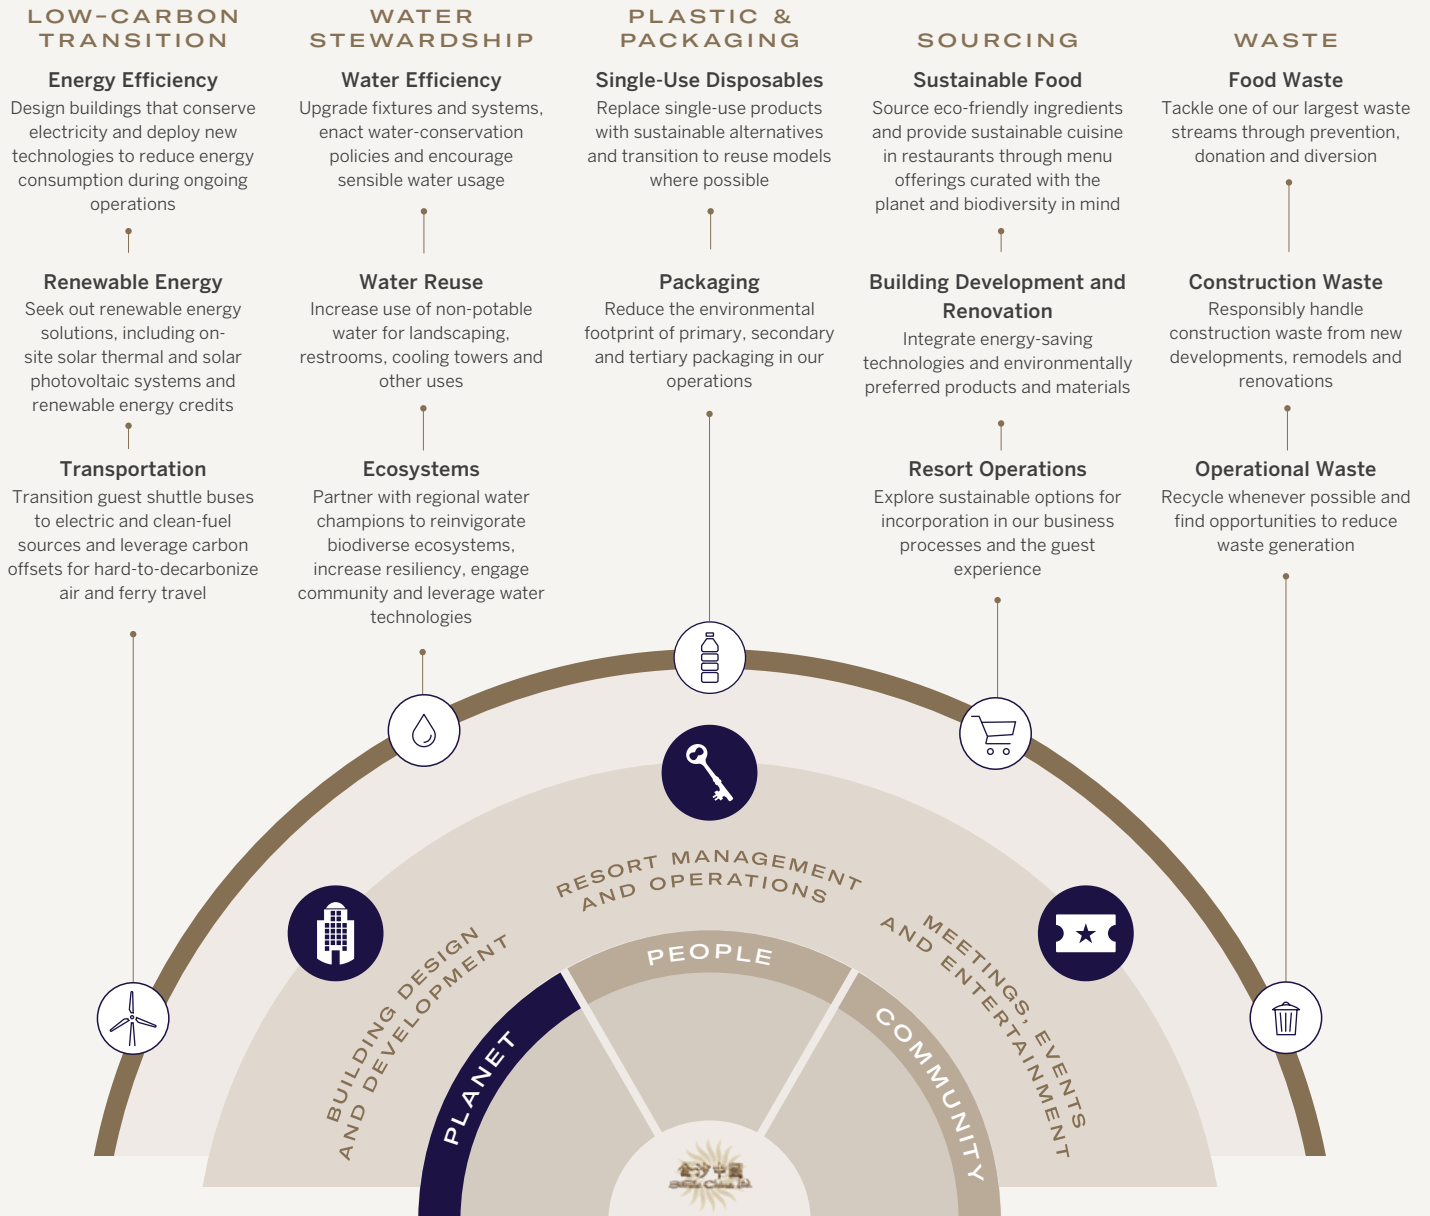 LOW-CARBON
TRANSITION
Energy Efficiency
Design buildings that conserve
electricity and deploy new
technologies to reduce energy
consumption during ongoing
operations
Renewable Energy
Seek out renewable energy
solutions, including on-
site solar thermal and solar
photovoltaic systems and
renewable energy credits
Transportation
Transition guest shuttle buses
to electric and clean-fuel
sources and leverage carbon
offsets for hard-to-decarbonize
air and ferry travel
WATER
STEWARDSHIP
Water Efficiency
Upgrade fixtures and systems,
enact water-conservation
policies and encourage
sensible water usage
Water Reuse
Increase use of non-potable
water for landscaping,
restrooms, cooling towers and
other uses
Ecosystems
Partner with regional water
champions to reinvigorate
biodiverse ecosystems,
increase resiliency, engage
community and leverage water
technologies
PLASTIC &
PACKAGING
Single-Use Disposables
Replace single-use products
with sustainable alternatives
and transition to reuse models
where possible
Packaging
Reduce the environmental
footprint of primary, secondary
and tertiary packaging in our
operations
SOURCING
Sustainable Food
Source eco-friendly ingredients
and provide sustainable cuisine
in restaurants through menu
offerings curated with the
planet and biodiversity in mind
Building Development and
Renovation
Integrate energy-saving
technologies and environmentally
preferred products and materials
Resort Operations
Explore sustainable options for
incorporation in our business
processes and the guest
experience
WASTE
Food Waste
Tackle one of our largest waste
streams through prevention,
donation and diversion
Construction Waste
Responsibly handle
construction waste from new
developments, remodels and
renovations
Operational Waste
Recycle whenever possible and
find opportunities to reduce
waste generation
BUILDING DESIGN
AND DEVELOPMENT
RESORT MANAGEMENT
AND OPERATIONS
MEETINGS, EVENTS
AND ENTERTAINMENT
PLANET
PEOPLE
COMMUNITY
金沙中國
Sands China Ltd.